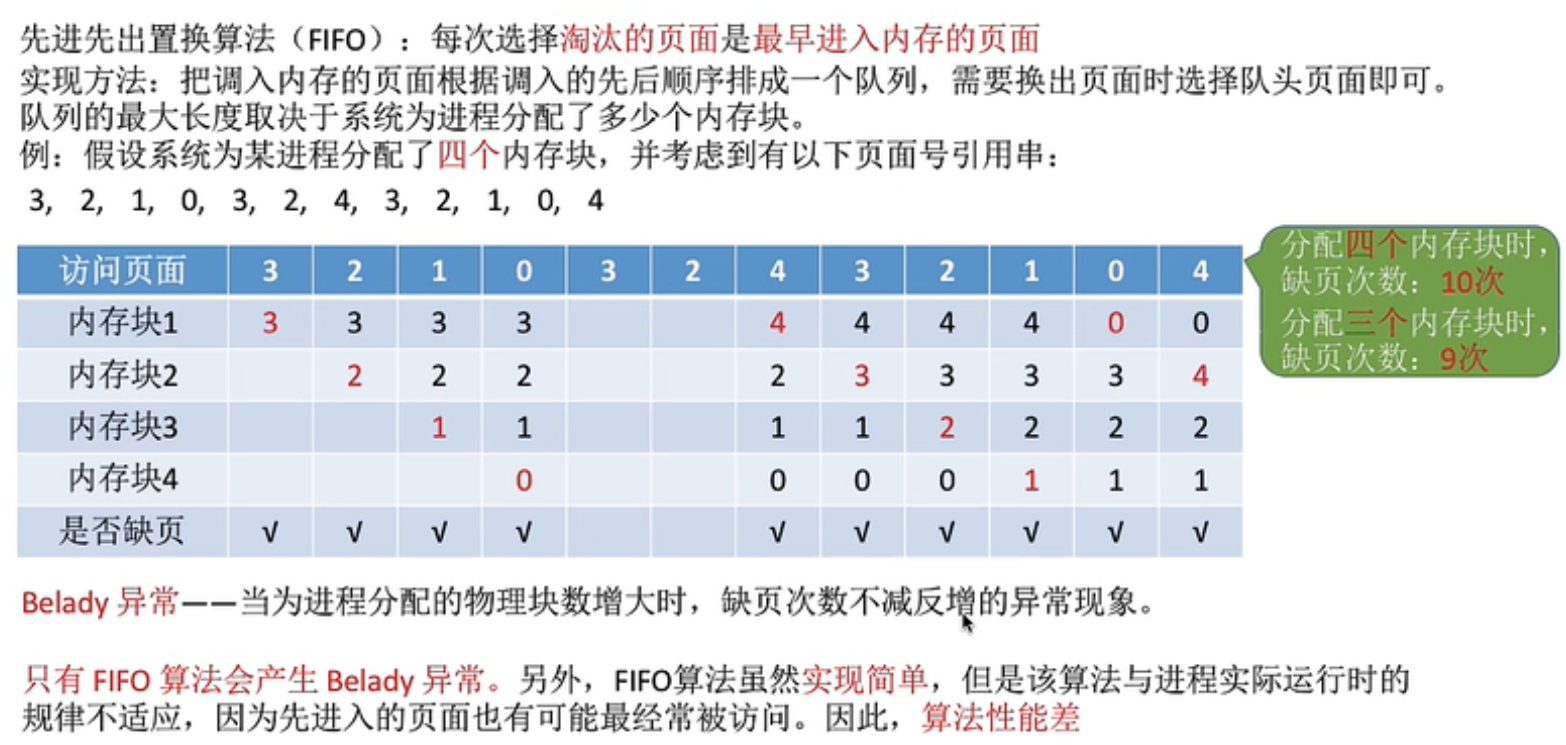 先进先出置换算法（FIFO）：每次选择淘汰的页面是最早进入内存的页面
实现方法：把调入内存的页面根据调入的先后顺序排成一个队列，需要换出页面时选择队头页面即可。
队列的最大长度取决于系统为进程分配了多少个内存块。
例：假设系统为某进程分配了四个内存块，并考虑到有以下页面号引用串：
3, 2, 1, 0, 3, 2, 4, 3, 2, 1, 0, 4
访问页面 3 2 1 0 3 2 4 3 2 1 0 4
内存块1 3 3 3 3 4 4 4 4 0 0
内存块2 2 2 2 2 3 3 3 3 4
内存块3 1 1 1 1 2 2 2 2
内存块4 0 0 0 0 1 1 1
是否缺页 √ √ √ √ √ √ √ √ √ √
分配四个内存块时，
缺页次数：10次
分配三个内存块时，
缺页次数：9次
Belady 异常——当为进程分配的物理块数增大时，缺页次数不减反增的异常现象。
只有 FIFO 算法会产生 Belady 异常。另外，FIFO算法虽然实现简单，但是该算法与进程实际运行时的
规律不适应，因为先进入的页面也有可能最经常被访问。因此，算法性能差